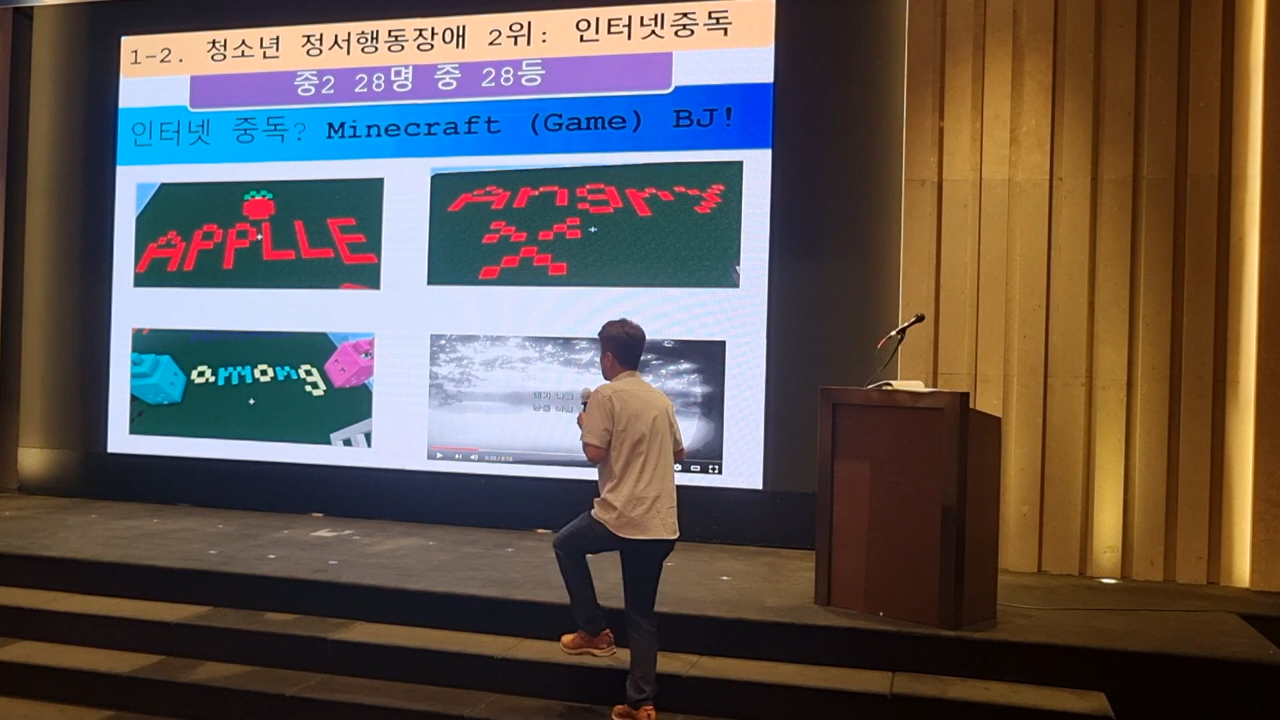 1-2. 청소년 정서행동장애 2위: 인터넷중독
중2 28명 중 28등
인터넷 중독? Minecraft (Game) BJ!
APPLLE
Angry
X
among